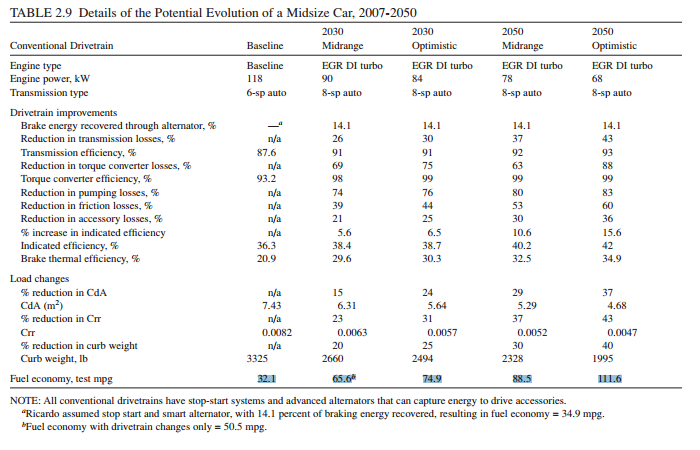 TABLE 2.9 Details of the Potential Evolution of a Midsize Car, 2007-2050
2030 2030 2050 2050
Conventional Drivetrain Baseline Midrange Optimistic Midrange Optimistic
Engine type Baseline EGR DI turbo EGR DI turbo EGR DI turbo EGR DI turbo
Engine power, kW 118 90 84 78 68
Transmission type 6-sp auto 8-sp auto 8-sp auto 8-sp auto 8-sp auto
Drivetrain improvements
Brake energy recovered through alternator, % —a 14.1 14.1 14.1 14.1
Reduction in transmission losses, % n/a 26 30 37 43
Transmission efficiency, % 87.6 91 91 92 93
Reduction in torque converter losses, % n/a 69 75 63 88
Torque converter efficiency, % 93.2 98 99 99 99
Reduction in pumping losses, % n/a 74 76 80 83
Reduction in friction losses, % n/a 39 44 53 60
Reduction in accessory losses, % n/a 21 25 30 36
% increase in indicated efficiency n/a 5.6 6.5 10.6 15.6
Indicated efficiency, % 36.3 38.4 38.7 40.2 42
Brake thermal efficiency, % 20.9 29.6 30.3 32.5 34.9
Load changes
% reduction in CdA n/a 15 24 29 37
CdA (m²) 7.43 6.31 5.64 5.29 4.68
% reduction in Crr n/a 23 31 37 43
Crr 0.0082 0.0063 0.0057 0.0052 0.0047
% reduction in curb weight n/a 20 25 30 40
Curb weight, lb 3325 2660 2494 2328 1995
Fuel economy, test mpg 32.1 65.6b 74.9 88.5 111.6
NOTE: All conventional drivetrains have stop-start systems and advanced alternators that can capture energy to drive accessories.
aRicardo assumed stop start and smart alternator, with 14.1 percent of braking energy recovered, resulting in fuel economy = 34.9 mpg.
bFuel economy with drivetrain changes only = 50.5 mpg.